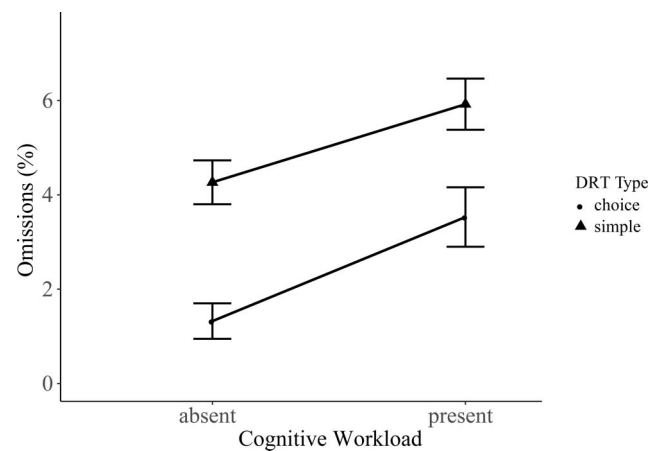 6
4
2
0
Omissions (%)
absent
present
Cognitive Workload
DRT Type
choice
simple